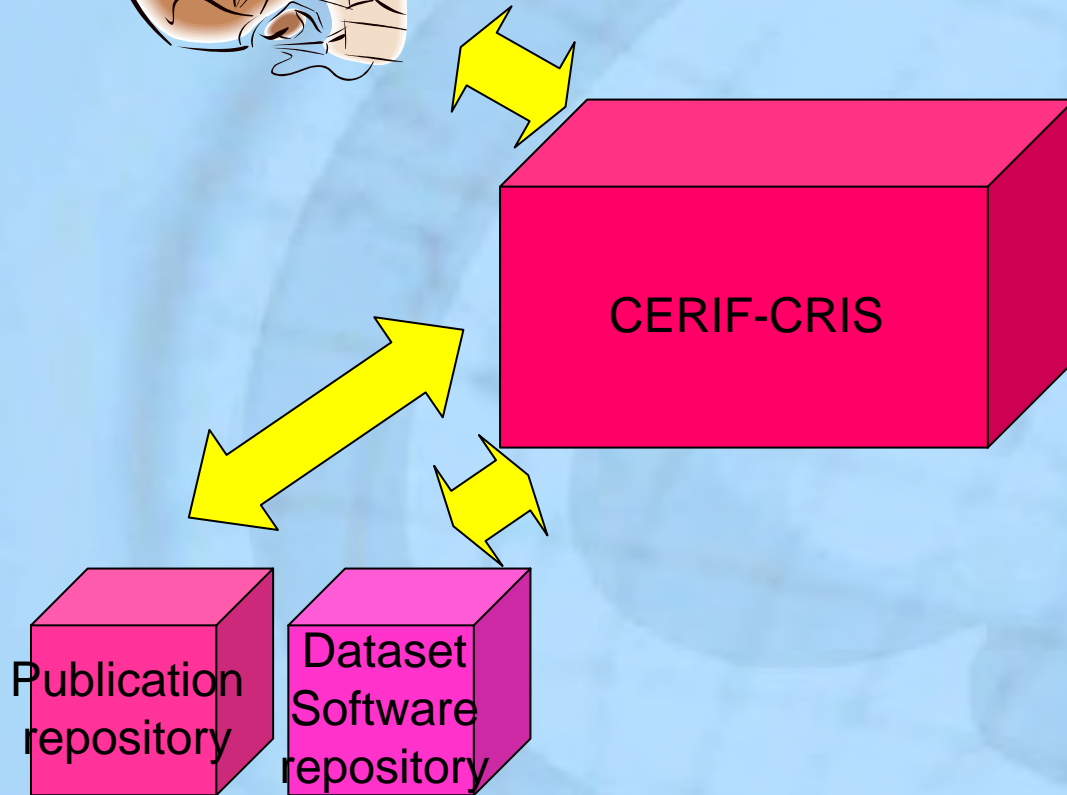 CERIF-CRIS
Publication
repository
Dataset
Software
repository